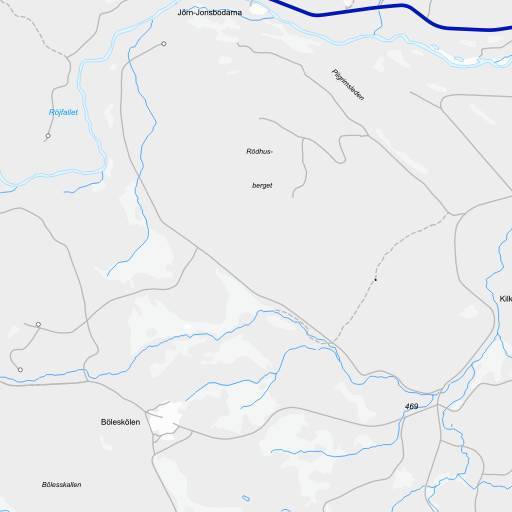 Jörn-Jonsbodarna
Pilgrimsleden
Röjfallet
Rödhus-
berget
Kilk
469
Böleskölen
Bölesskallen